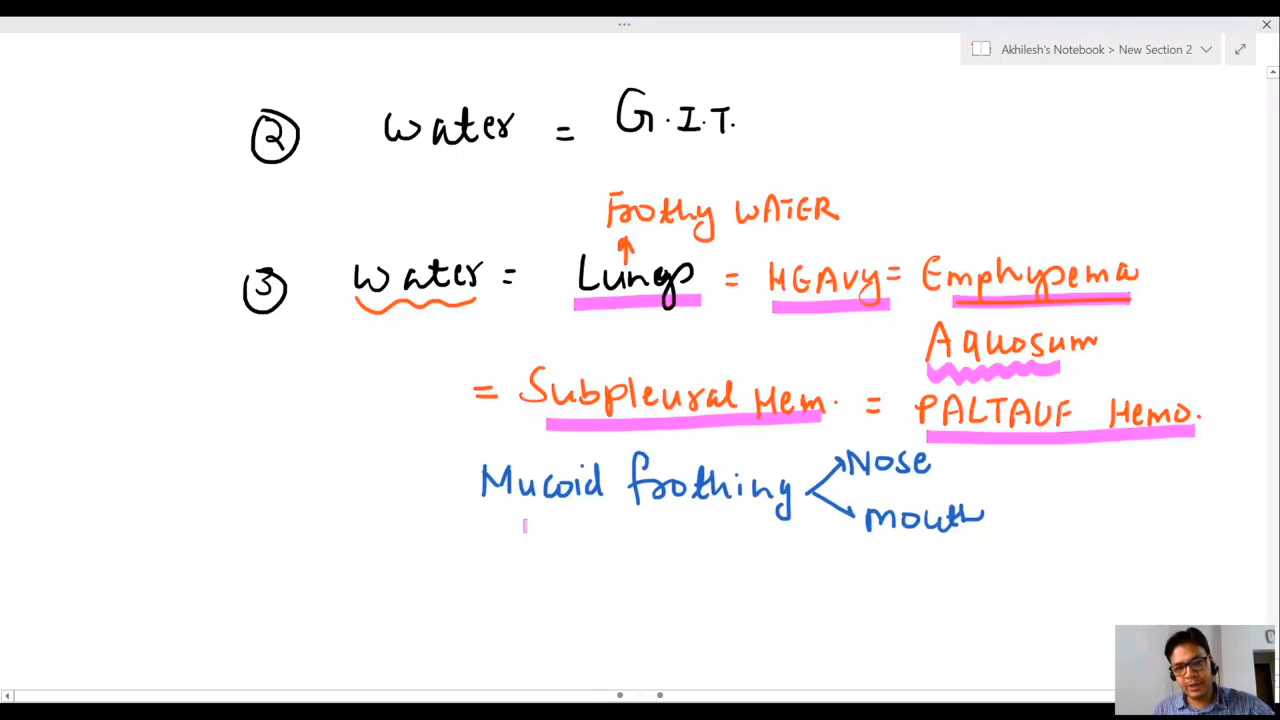 Akhilesh's Notebook > New Section 2
② water = G.I.T.
Frothy WATER
③ water = Lungs = HEAVY = Emphysema
Aquosum
= Subpleural Hem. = PALTAUF Hemo.
Mucoid frothing
Nose
mouth